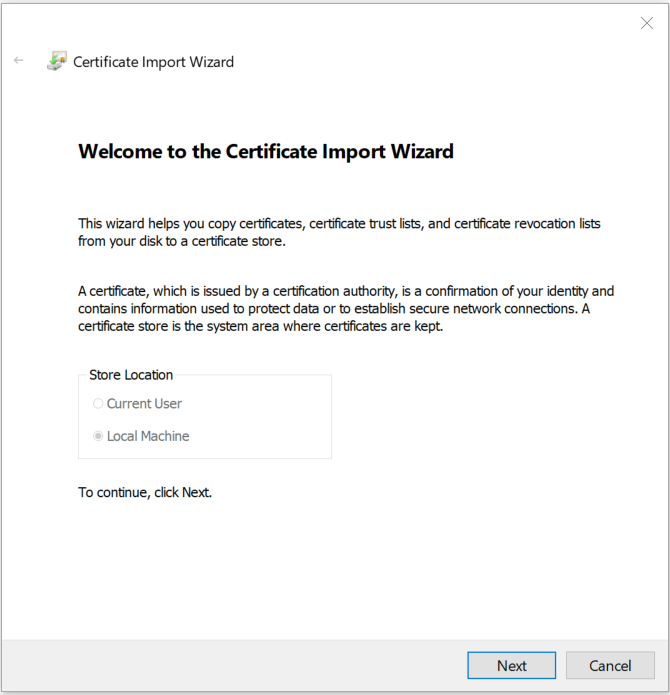 Certificate Import Wizard
Welcome to the Certificate Import Wizard
This wizard helps you copy certificates, certificate trust lists, and certificate revocation lists
from your disk to a certificate store.
A certificate, which is issued by a certification authority, is a confirmation of your identity and
contains information used to protect data or to establish secure network connections. A
certificate store is the system area where certificates are kept.
Store Location
Current User
Local Machine
To continue, click Next.
Next
Cancel